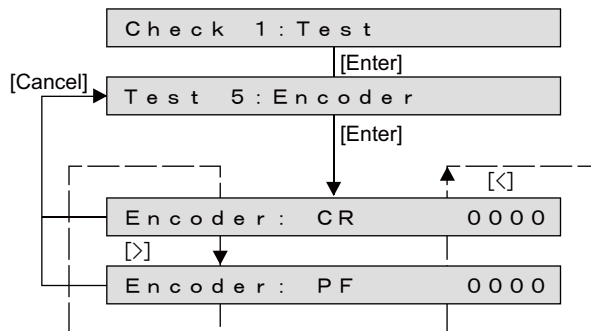 Check 1:Test
[Enter]
[Cancel]
Test 5:Encoder
[Enter]
[<]
Encoder: CR 0000
[>]
Encoder: PF 0000